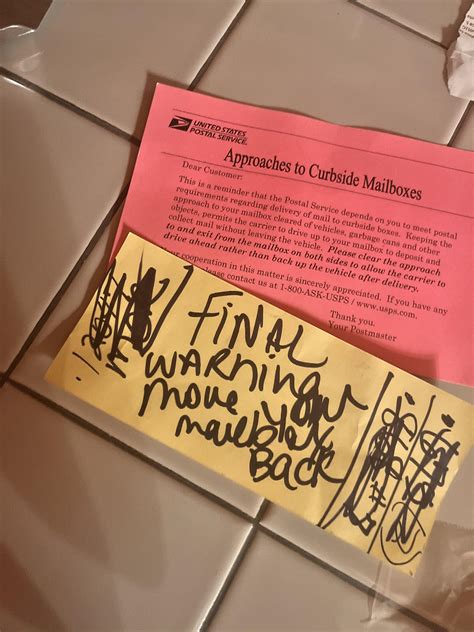 UNITED STATES
POSTAL SERVICE
Approaches to Curbside Mailboxes
Dear Customer:
This is a reminder that the Postal Service depends on you to meet postal
requirements regarding delivery of mail to curbside boxes. Keeping the
approach to your mailbox cleared of vehicles, garbage cans and other
objects, permits the carrier to drive up to your mailbox to deposit and
collect mail without leaving the vehicle. Please clear the approach
to and exit from the mailbox on both sides to allow the carrier to
drive ahead rather than back up the vehicle after delivery.
cooperation in this matter is sincerely appreciated. If you have any
please contact us at 1-800-ASK-USPS / www.usps.com.
Thank you.
Your Postmaster
FINAL
WARNING
move your
mailbox
BACK